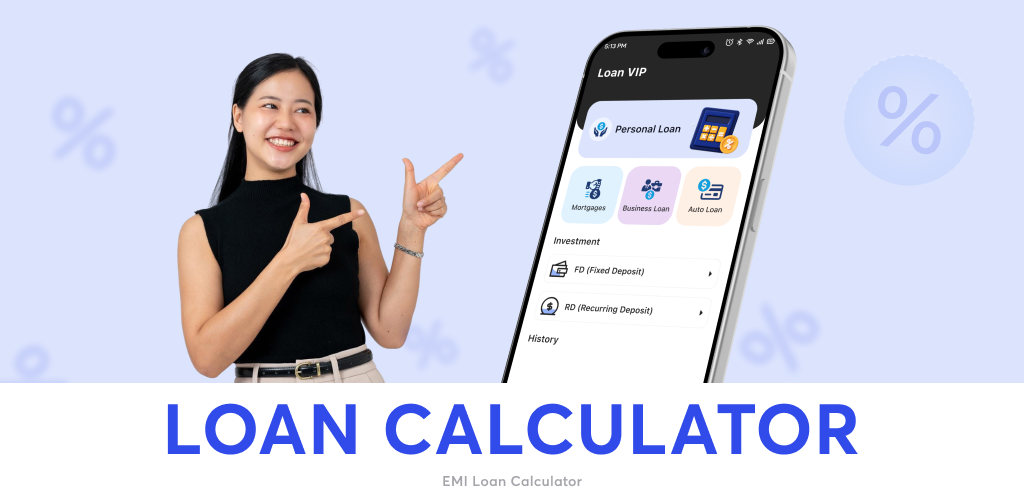 5:13 PM
Loan VIP
Personal Loan
Mortgages
Business Loan
Auto Loan
Investment
FD (Fixed Deposit)
RD (Recurring Deposit)
History
%
%
%
%
%
%
LOAN CALCULATOR
EMI Loan Calculator